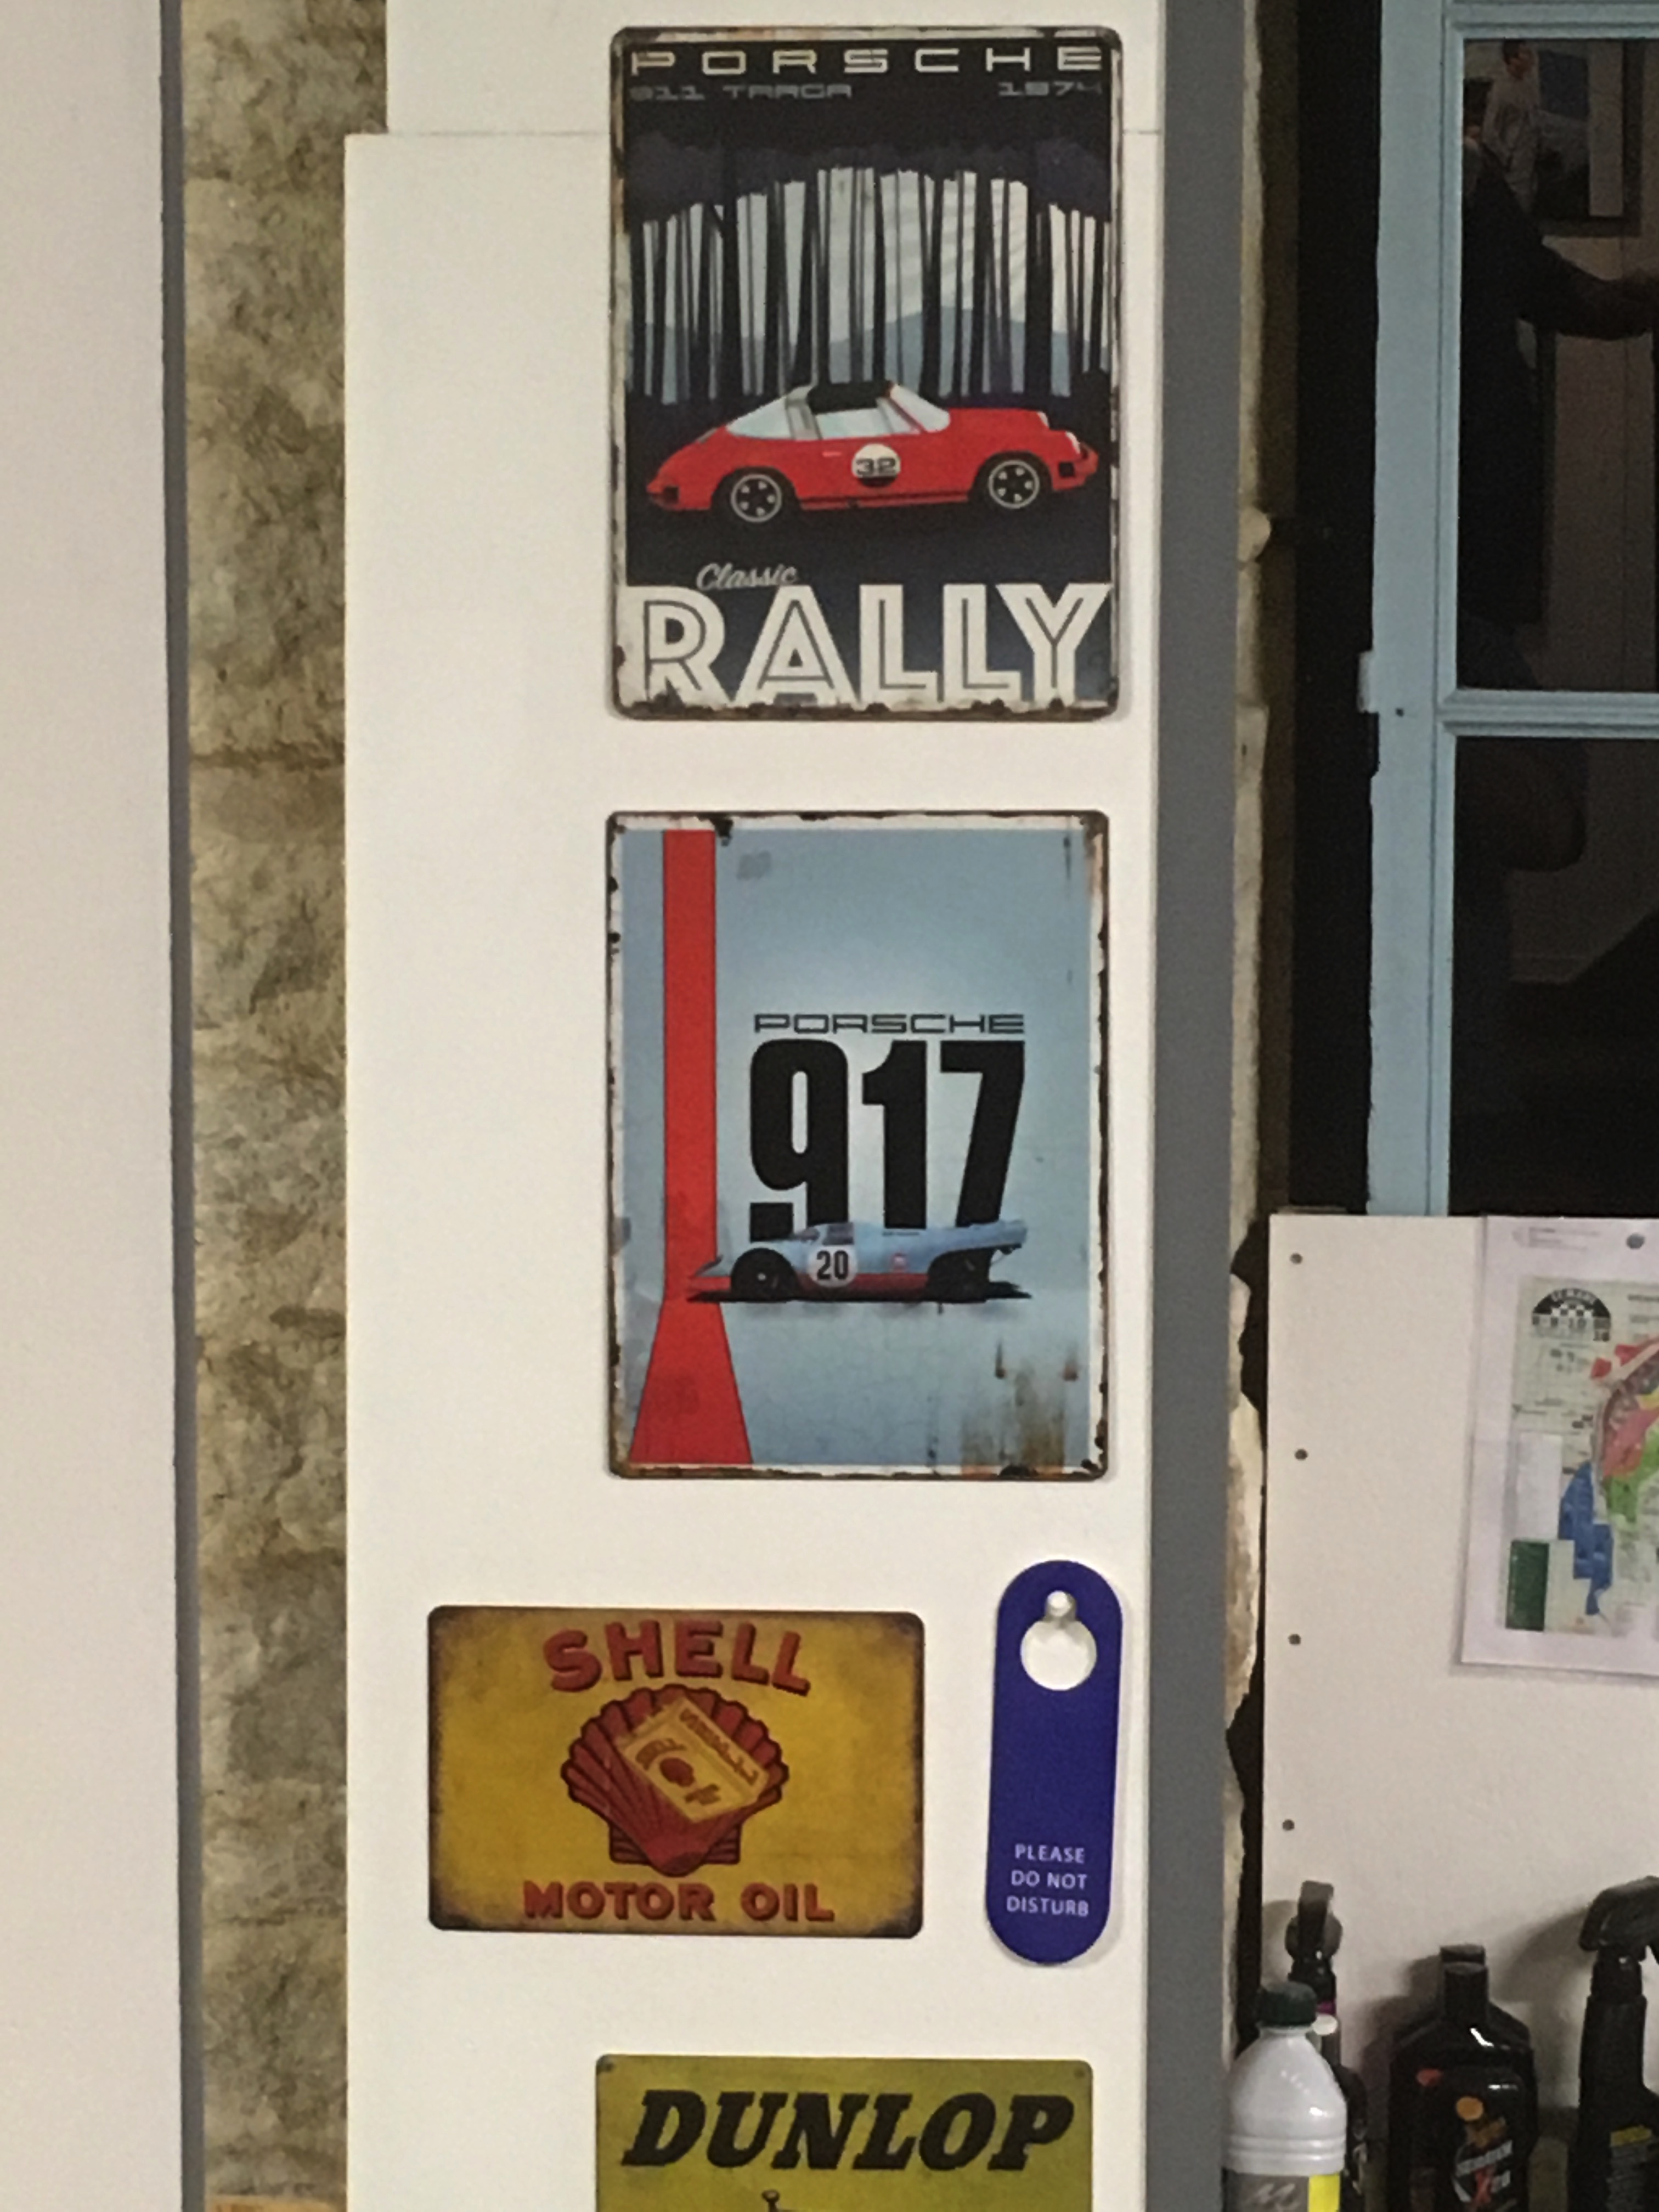 PORSCHE
911 TARGA 1974
32
Classic
RALLY
PORSCHE
917
20
SHELL
MOTOR OIL
PLEASE
DO NOT
DISTURB
DUNLOP